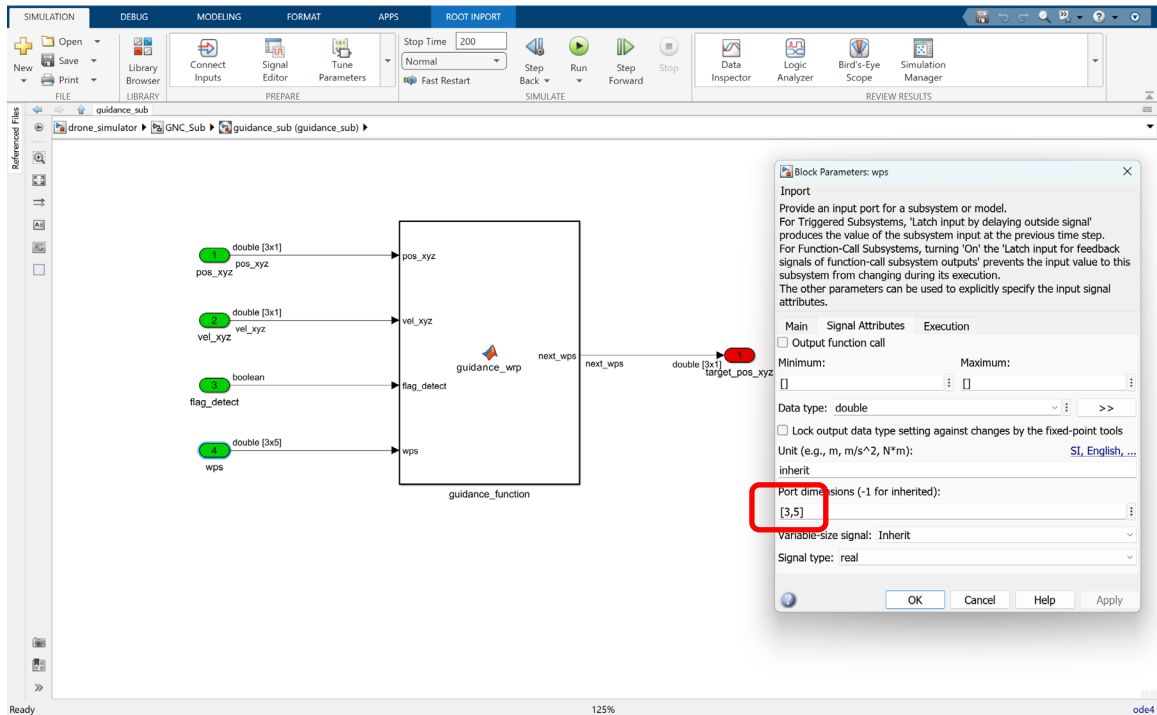 SIMULATION DEBUG MODELING FORMAT APPS ROOT INPORT
New
Open
Save
Print
FILE
Library
Browser
LIBRARY
Connect
Inputs
Signal
Editor
Tune
Parameters
PREPARE
Stop Time 200
Normal
Fast Restart
Step
Back
Run
Step
Forward
Stop
SIMULATE
Data
Inspector
Logic
Analyzer
Bird's-Eye
Scope
Simulation
Manager
REVIEW RESULTS
Referenced Files
guidance_sub
drone_simulator GNC_Sub guidance_sub (guidance_sub)
1
pos_xyz
double [3x1]
pos_xyz
pos_xyz
2
vel_xyz
double [3x1]
vel_xyz
vel_xyz
3
flag_detect
boolean
flag_detect
4
wps
double [3x5]
wps
guidance_wrp
next_wps
guidance_function
next_wps
double [3x1]
1
target_pos_xyz
Block Parameters: wps
Inport
Provide an input port for a subsystem or model.
For Triggered Subsystems, 'Latch input by delaying outside signal'
produces the value of the subsystem input at the previous time step.
For Function-Call Subsystems, turning 'On' the 'Latch input for feedback
signals of function-call subsystem outputs' prevents the input value to this
subsystem from changing during its execution.
The other parameters can be used to explicitly specify the input signal
attributes.
Main Signal Attributes Execution
Output function call
Minimum: Maximum:
[] []
Data type: double >>
Lock output data type setting against changes by the fixed-point tools
Unit (e.g., m, m/s^2, N*m): SI, English, ...
inherit
Port dimensions (-1 for inherited):
[3,5]
Variable-size signal: Inherit
Signal type: real
OK Cancel Help Apply
Ready 125% ode4